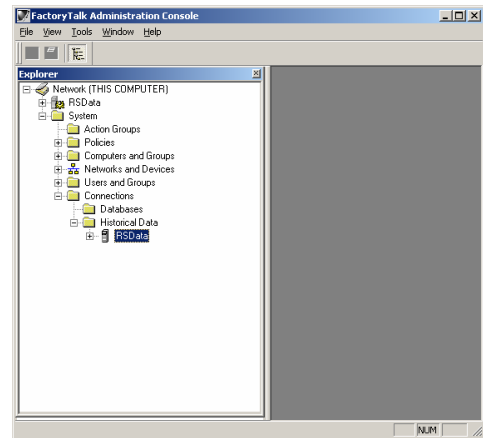 FactoryTalk Administration Console
File View Tools Window Help
Explorer
Network (THIS COMPUTER)
RSData
System
Action Groups
Policies
Computers and Groups
Networks and Devices
Users and Groups
Connections
Databases
Historical Data
RSData
NUM